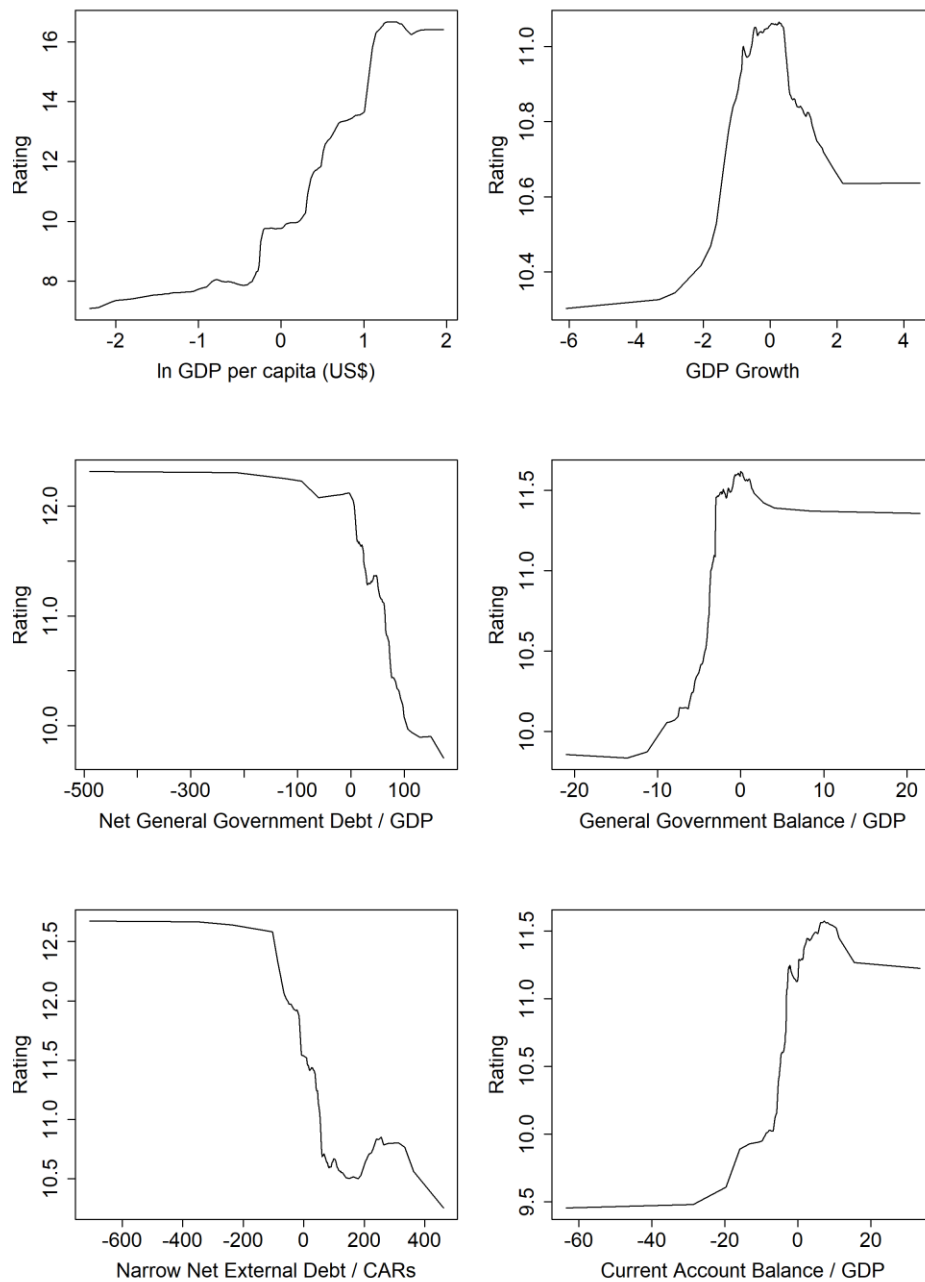 16
14
12
10
8
Rating
-2 -1 0 1 2
ln GDP per capita (US$)
11.0
10.8
10.6
10.4
Rating
-6 -4 -2 0 2 4
GDP Growth
12.0
11.0
10.0
Rating
-500 -300 -100 0 100
Net General Government Debt / GDP
11.5
11.0
10.5
10.0
Rating
-20 -10 0 10 20
General Government Balance / GDP
12.5
12.0
11.5
11.0
10.5
Rating
-600 -400 -200 0 200 400
Narrow Net External Debt / CARs
11.5
11.0
10.5
10.0
9.5
Rating
-60 -40 -20 0 20
Current Account Balance / GDP